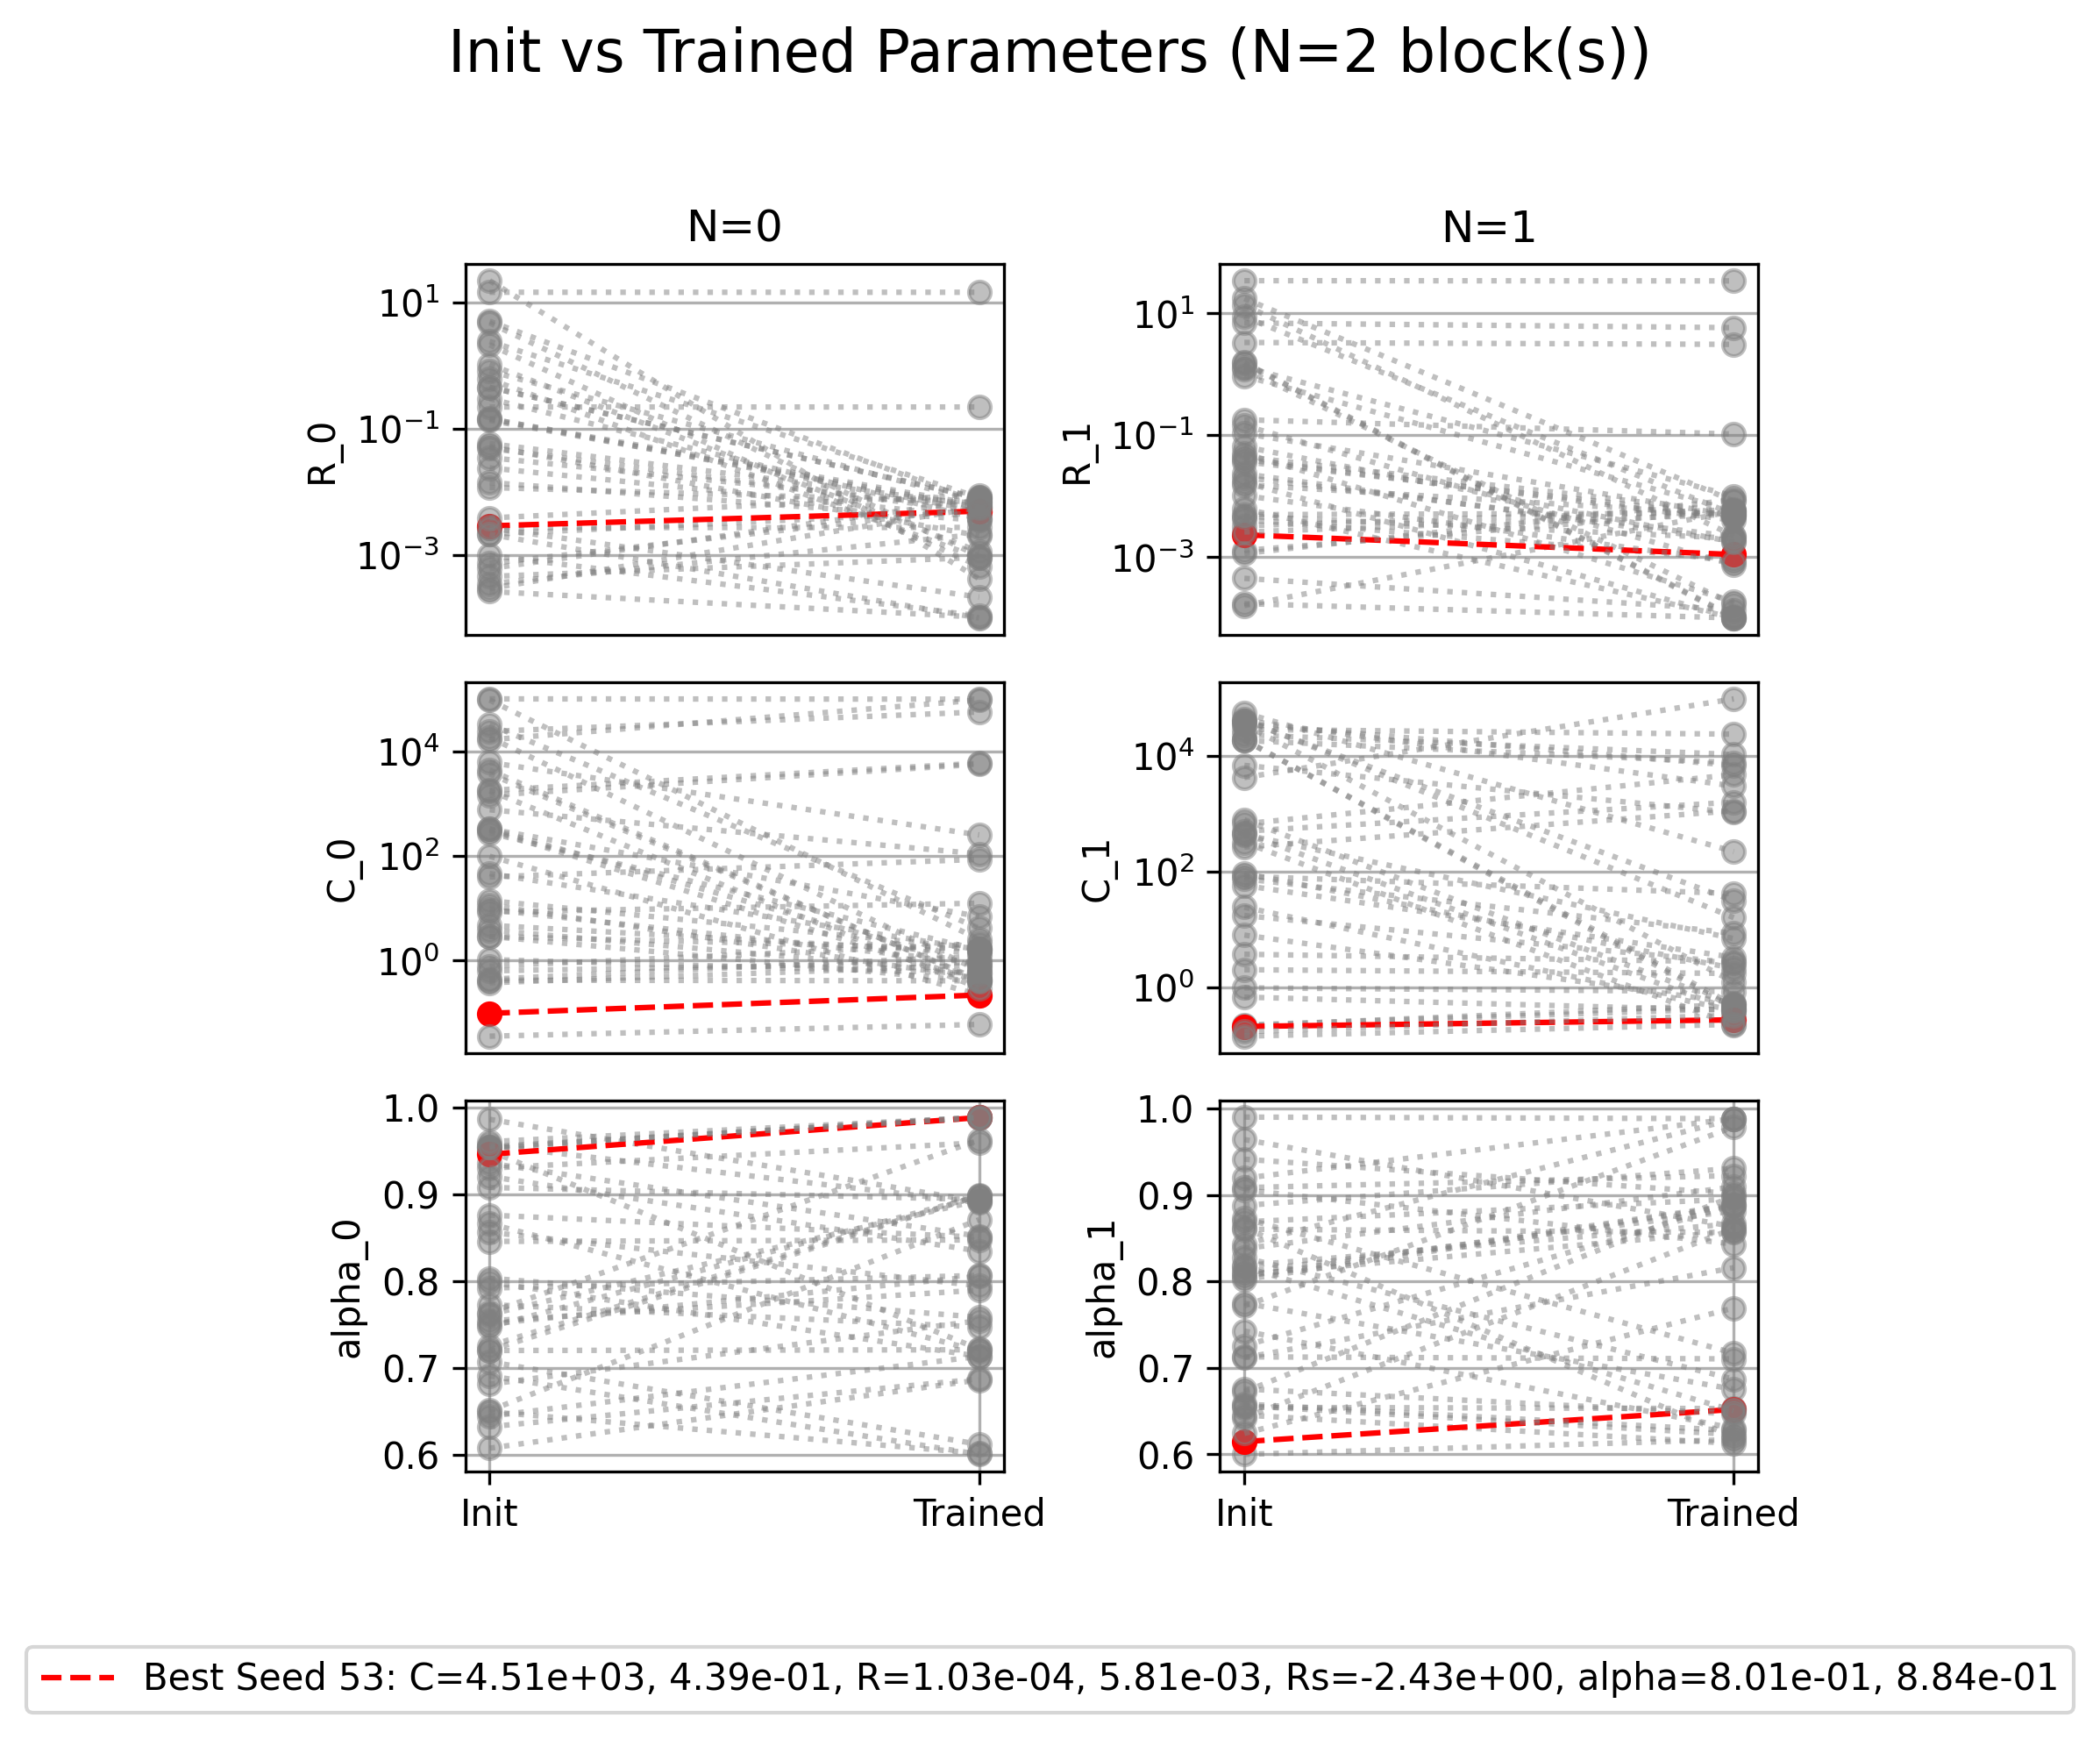 Init vs Trained Parameters (N=2 block(s))
N=0
N=1
R_0
10¹
10⁻¹
10⁻³
R_1
10¹
10⁻¹
10⁻³
C_0
10⁴
10²
10⁰
C_1
10⁴
10²
10⁰
alpha_0
1.0
0.9
0.8
0.7
0.6
alpha_1
1.0
0.9
0.8
0.7
0.6
Init
Trained
Init
Trained
Best Seed 53: C=4.51e+03, 4.39e-01, R=1.03e-04, 5.81e-03, Rs=-2.43e+00, alpha=8.01e-01, 8.84e-01